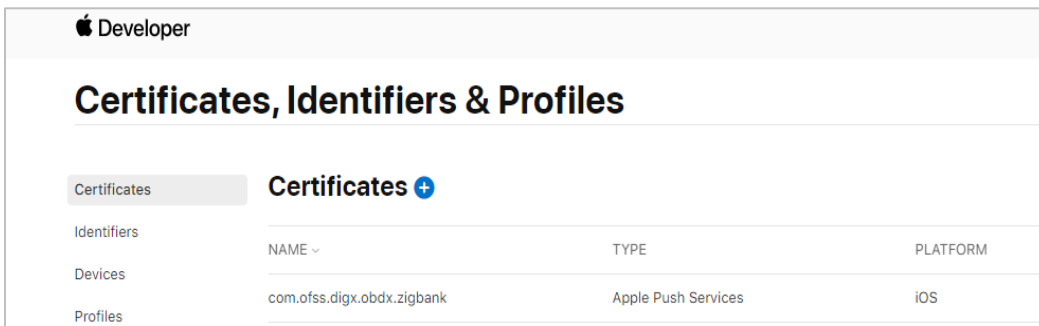 Developer
Certificates, Identifiers & Profiles
Certificates
Identifiers
Devices
Profiles
Certificates
NAME TYPE PLATFORM
com.ofss.digx.obdx.zigbank Apple Push Services iOS